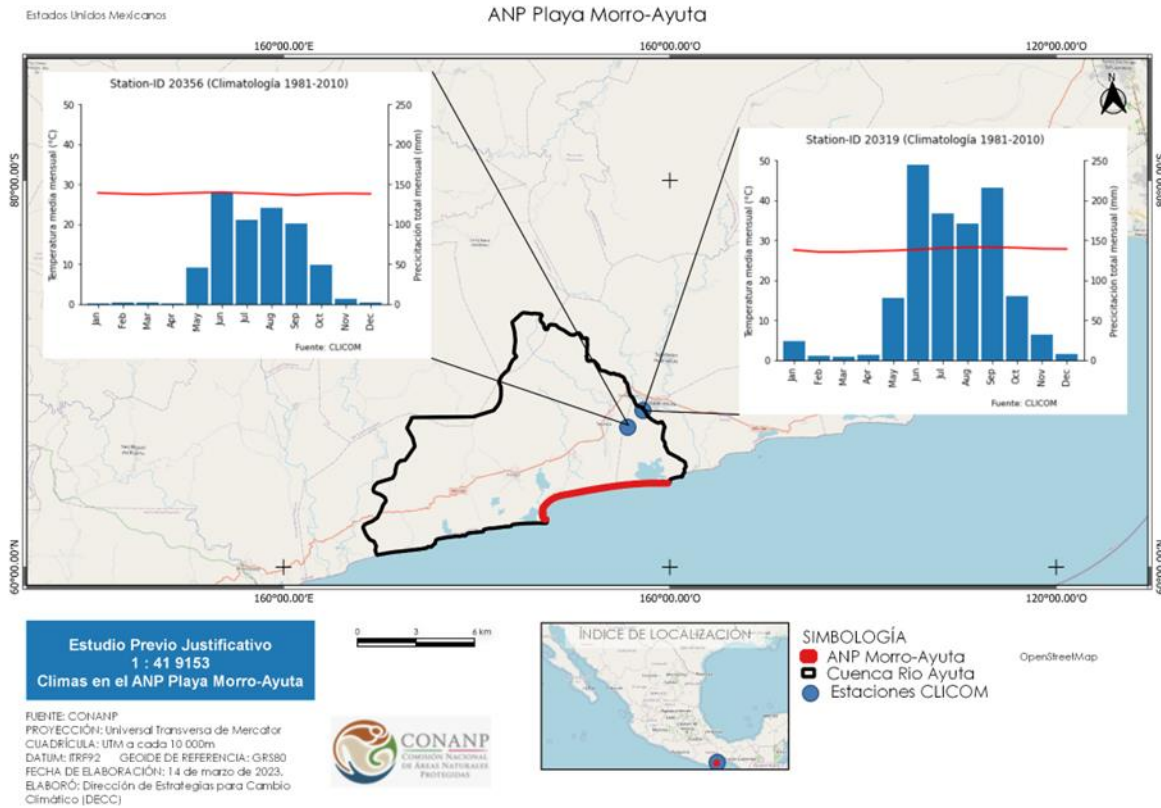 Estados Unidos Mexicanos
ANP Playa Morro-Ayuta
160°00.00'E
160°00.00'O
120°00.00'O
80°00.00'S
60°00.00'N
Station-ID 20356 (Climatología 1981-2010)
Temperatura media mensual (°C)
50
40
30
20
10
0
Precicitación total mensual (mm)
250
200
150
100
50
0
Jan
Feb
Mar
Apr
May
Jun
Jul
Aug
Sep
Oct
Nov
Dec
Fuente: CLICOM
N
Station-ID 20319 (Climatología 1981-2010)
Temperatura media mensual (°C)
50
40
30
20
10
0
Precicitación total mensual (mm)
250
200
150
100
50
0
Jan
Feb
Mar
Apr
May
Jun
Jul
Aug
Sep
Oct
Nov
Dec
Fuente: CLICOM
60°00.00'N
160°00.00'E
160°00.00'O
120°00.00'O
Estudio Previo Justificativo
1 : 41 9153
Climas en el ANP Playa Morro-Ayuta
0
3
6 km
ÍNDICE DE LOCALIZACIÓN
SIMBOLOGÍA
ANP Morro-Ayuta
Cuenca Río Ayuta
Estaciones CLICOM
OpenStreetMap
FUENTE: CONANP
PROYECCIÓN: Universal Transversa de Mercator
CUADRÍCULA: UTM a cada 10 000m
DATUM: ITRF92 GEOIDE DE REFERENCIA: GRS80
FECHA DE ELABORACIÓN: 14 de marzo de 2023.
ELABORÓ: Dirección de Estrategias para Cambio
Climático (DECC)
CONANP
COMISIÓN NACIONAL
DE ÁREAS NATURALES
PROTEGIDAS